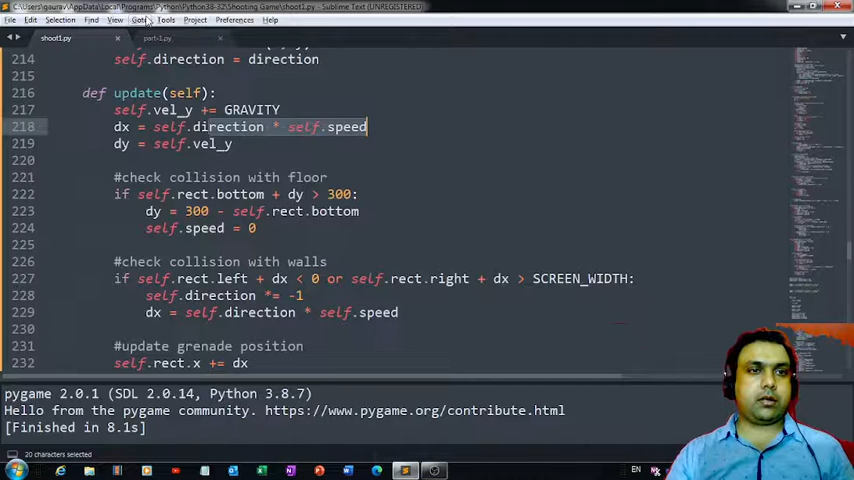 C:\Users\gaurav\AppData\Local\Programs\Python\Python38-32\Shooting Game\shoot1.py - Sublime Text (UNREGISTERED)
File Edit Selection Find View Goto Tools Project Preferences Help
shoot1.py part-1.py
214 self.direction = direction
215
216 def update(self):
217 self.vel_y += GRAVITY
218 dx = self.direction * self.speed
219 dy = self.vel_y
220
221 #check collision with floor
222 if self.rect.bottom + dy > 300:
223 dy = 300 - self.rect.bottom
224 self.speed = 0
225
226 #check collision with walls
227 if self.rect.left + dx < 0 or self.rect.right + dx > SCREEN_WIDTH:
228 self.direction *= -1
229 dx = self.direction * self.speed
230
231 #update grenade position
232 self.rect.x += dx
pygame 2.0.1 (SDL 2.0.14, Python 3.8.7)
Hello from the pygame community. https://www.pygame.org/contribute.html
[Finished in 8.1s]
20 characters selected
EN